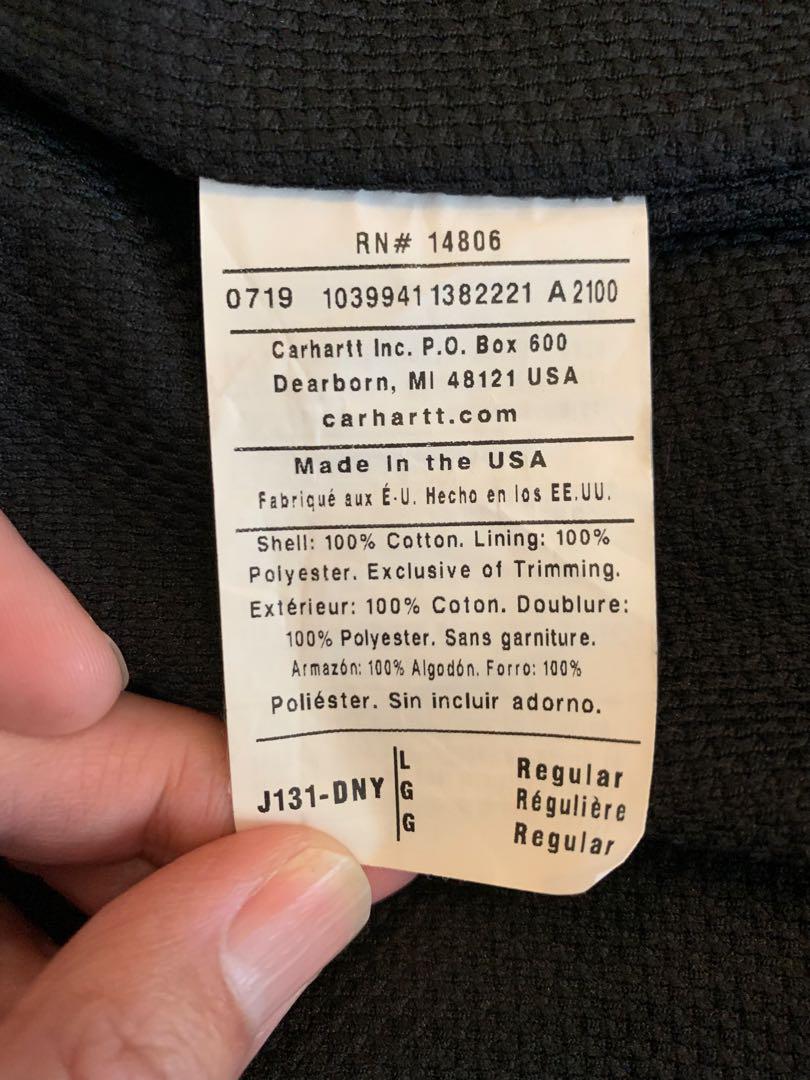 RN# 14806
0719 1039941 1382221 A 2100
Carhartt Inc. P.O. Box 600
Dearborn, MI 48121 USA
carhartt.com
Made In the USA
Fabriqué aux É-U. Hecho en los EE.UU.
Shell: 100% Cotton. Lining: 100%
Polyester. Exclusive of Trimming.
Extérieur: 100% Coton. Doublure:
100% Polyester. Sans garniture.
Armazón: 100% Algodón. Forro: 100%
Poliéster. Sin incluir adorno.
L Regular
J131-DNY G Régulière
G Regular